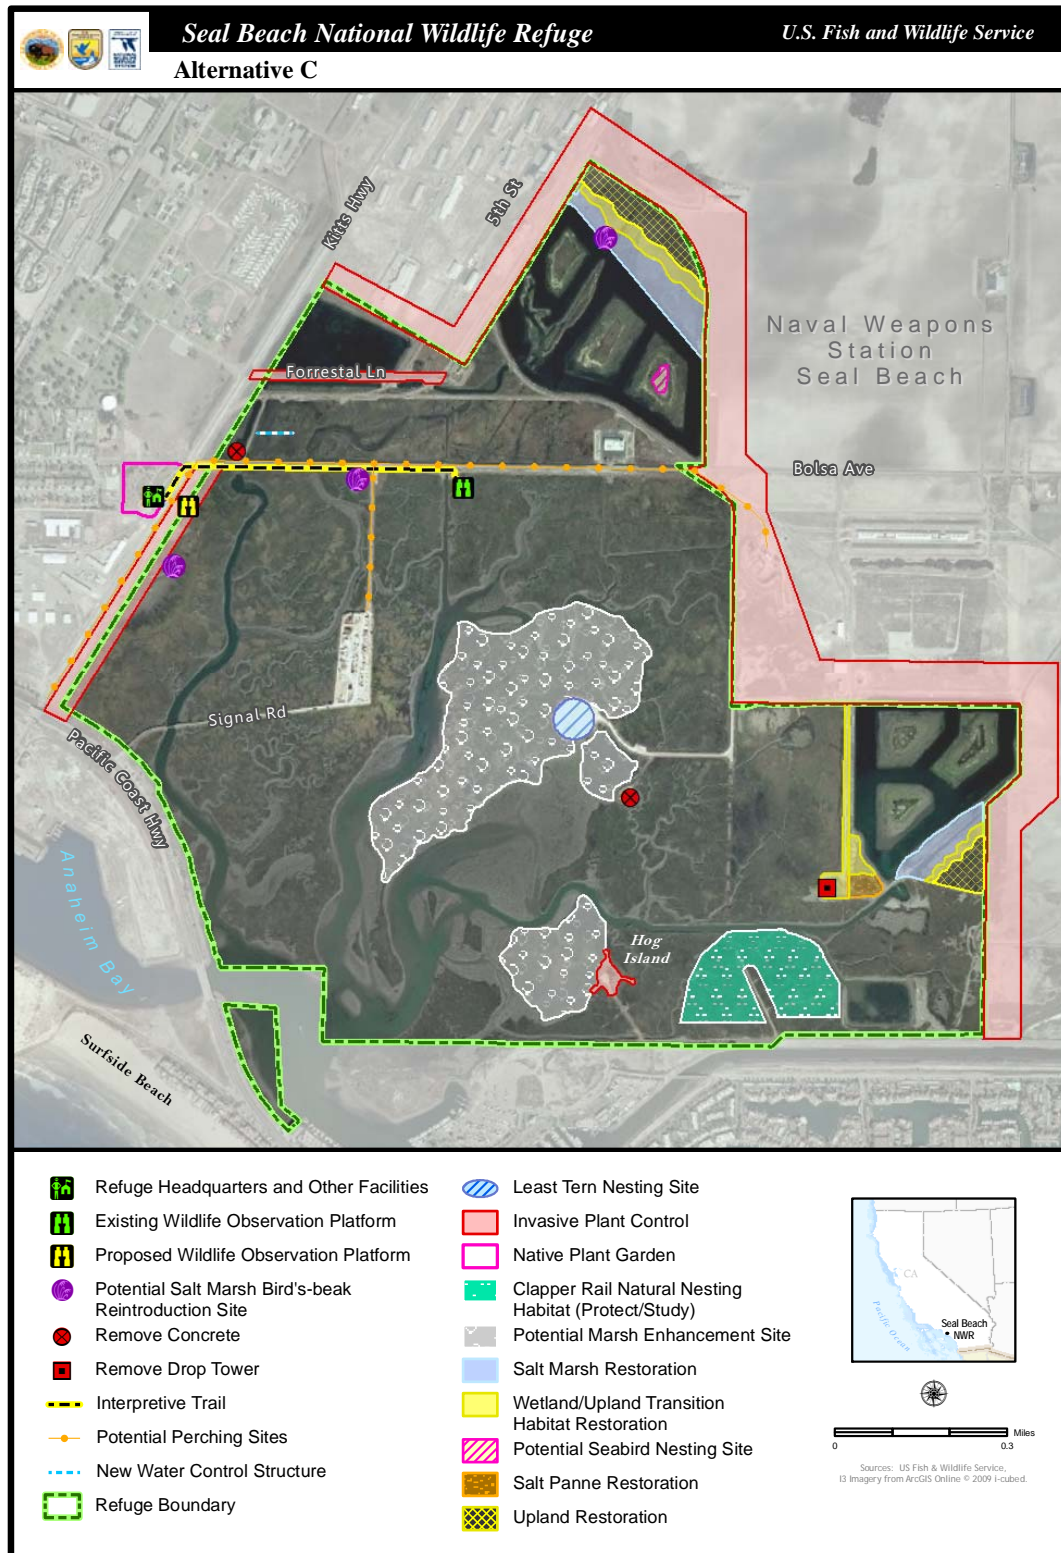 Seal Beach National Wildlife Refuge
U.S. Fish and Wildlife Service
Alternative C
Kitts Hwy
5th St
Naval Weapons
Station
Seal Beach
Forrestal Ln
Bolsa Ave
Signal Rd
Pacific Coast Hwy
Anaheim Bay
Hog
Island
Surfside Beach
Refuge Headquarters and Other Facilities
Existing Wildlife Observation Platform
Proposed Wildlife Observation Platform
Potential Salt Marsh Bird's-beak
Reintroduction Site
Remove Concrete
Remove Drop Tower
Interpretive Trail
Potential Perching Sites
New Water Control Structure
Refuge Boundary
Least Tern Nesting Site
Invasive Plant Control
Native Plant Garden
Clapper Rail Natural Nesting
Habitat (Protect/Study)
Potential Marsh Enhancement Site
Salt Marsh Restoration
Wetland/Upland Transition
Habitat Restoration
Potential Seabird Nesting Site
Salt Panne Restoration
Upland Restoration
CA
Pacific Ocean
Seal Beach
NWR
Miles
0
0.3
Sources: US Fish & Wildlife Service,
I3 Imagery from ArcGIS Online © 2009 i-cubed.